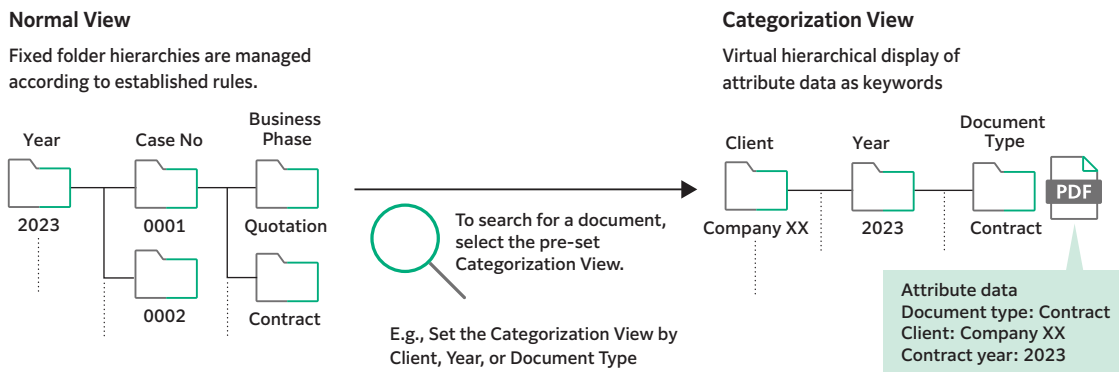 Normal View
Fixed folder hierarchies are managed
according to established rules.
Year
2023
Case No
0001
0002
Business
Phase
Quotation
Contract
To search for a document,
select the pre-set
Categorization View.
E.g., Set the Categorization View by
Client, Year, or Document Type
Categorization View
Virtual hierarchical display of
attribute data as keywords
Client
Company XX
Year
2023
Document
Type
Contract
PDF
Attribute data
Document type: Contract
Client: Company XX
Contract year: 2023